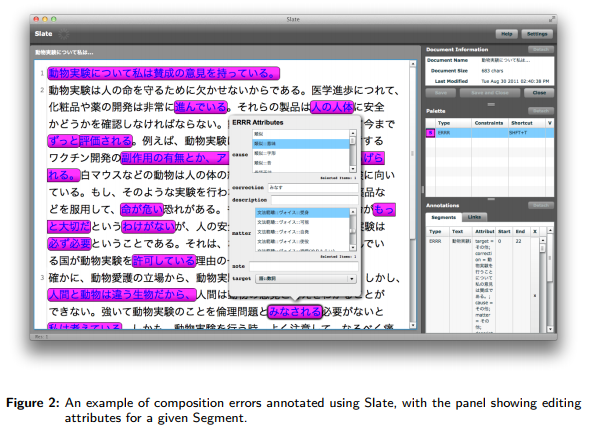 Slate
Slate
Help
Settings
動物実験について私は...
1 動物実験について私は賛成の意見を持っている。
2 動物実験は人の命を守るために欠かせないからである。医学進歩につれて、
化粧品や薬の開発は非常に進んでいる。それらの製品は人の人体に安全
かどうかを確認しなければならない。
今まで
ずっと評価される。例えば、動物実験
する
ワクチン開発の副作用の有無とか、ア
げら
れる。白マウスなどの動物は人体の
に向い
ている。もし、そのような実験を行わ
品な
どを服用して、命が危い恐れがある。
がもっ
と大切だというわけがないが、人の安
験は
必ず必要ということである。それは、
でい
る国が動物実験を許可している理由の
3 確かに、動物愛護の立場から、動物実
しかし、
人間と動物は違う生物だから、人間は
ことが
できない。強いて動物実験のことを倫理問題とみなされる必要がないと
私は考えている。しかも、動物実験を行う時、よく注意して、なるべく痛
ERRR Attributes
cause
Selected Items: 1
correction みなす
description
matter
Selected Items: 1
note
target
Document Information
Document Name 動物実験について私は...
Document Size 683 chars
Last Modified Tue Aug 30 2011 02:40:38 PM
Save
Save and Close
Close
Palette
Type Constraints Shortcut V
ERRR SHIFT+T
Annotations
Segments Links
Type Text Attribut Start End X
ERRR 動物実験 target = その他; correction = 動物実験を行うことについて私の意見は賛成である。; cause = その他; matter = その他; 0 22 x
Figure 2: An example of composition errors annotated using Slate, with the panel showing editing
attributes for a given Segment.